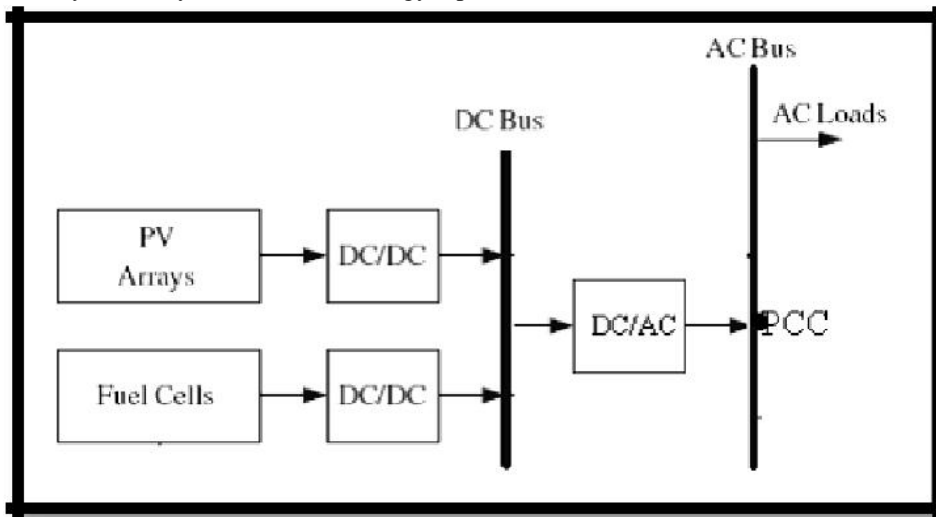 AC Bus
AC Loads
DC Bus
PV
Arrays
DC/DC
DC/AC
PCC
Fuel Cells
DC/DC